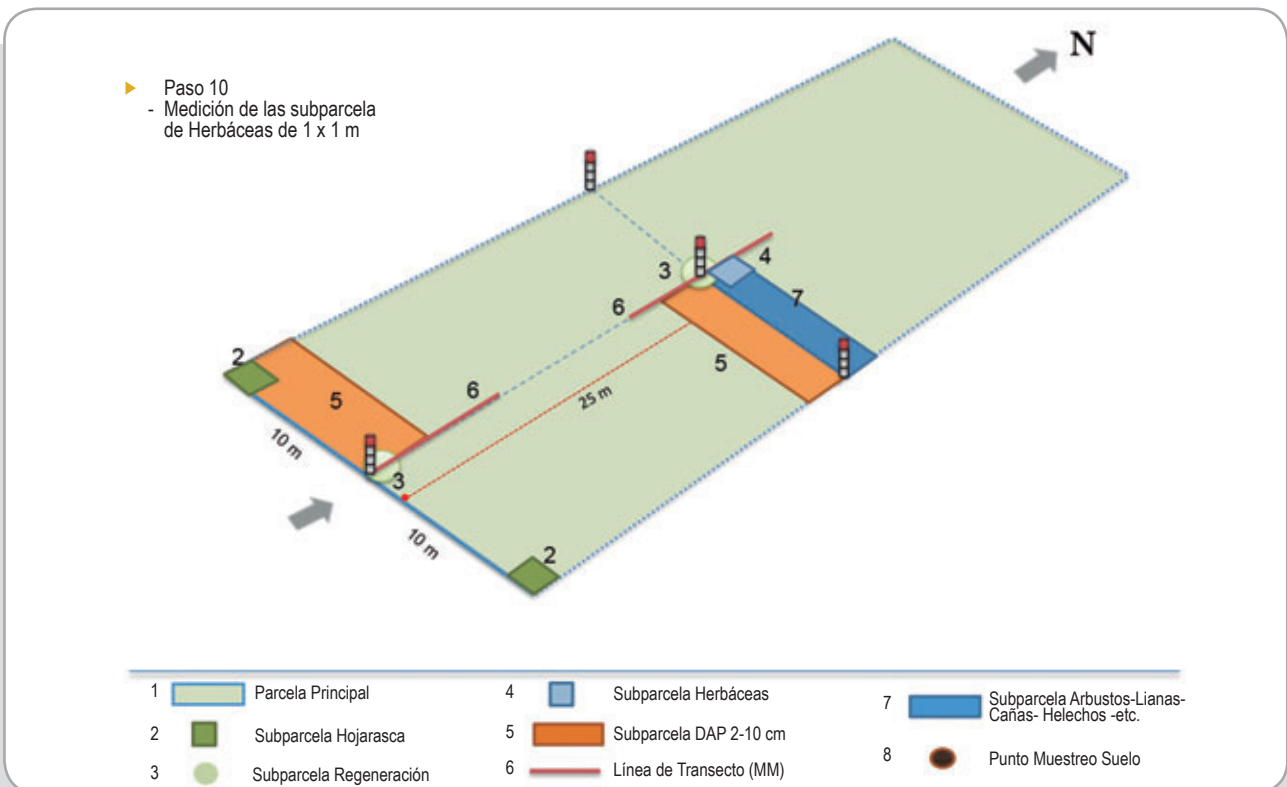 N
Paso 10
- Medición de las subparcela
de Herbáceas de 1 x 1 m
3
4
6
7
2
5
6
5
25 m
10 m
3
10 m
2
1 Parcela Principal
2 Subparcela Hojarasca
3 Subparcela Regeneración
4 Subparcela Herbáceas
5 Subparcela DAP 2-10 cm
6 Línea de Transecto (MM)
7 Subparcela Arbustos-Lianas-
Cañas- Helechos -etc.
8 Punto Muestreo Suelo